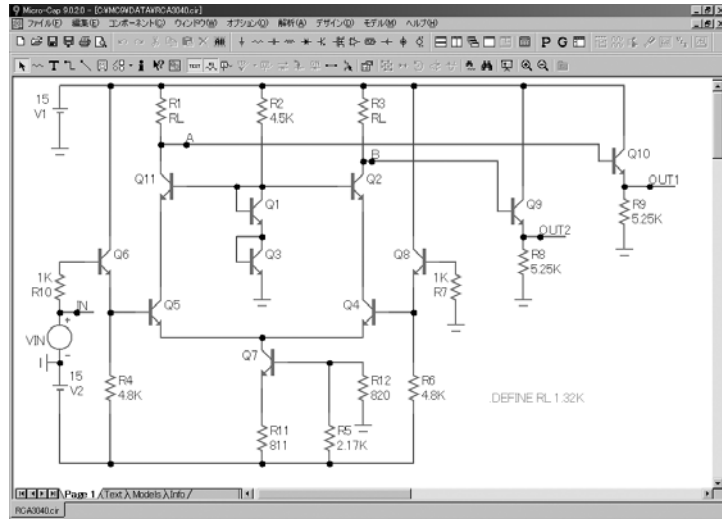 Micro-Cap 9.0.2.0 - [C:¥MC9¥DATA¥RCA3040.cir]
ファイル(F) 編集(E) コンポーネント(C) ウィンドウ(W) オプション(O) 解析(A) デザイン(D) モデル(M) ヘルプ(H)
P G
T
TEXT
15
V1
R1
RL
R2
4.5K
R3
RL
A
B
Q10
OUT1
Q11
Q2
Q1
Q9
R9
5.25K
OUT2
Q3
Q6
Q8
R8
5.25K
1K
R10
1K
R7
IN
Q5
Q4
VIN
Q7
15
V2
R4
4.8K
R12
820
R6
4.8K
R11
811
R5
2.17K
.DEFINE RL 1.32K
Page 1 Text Models Info
RCA3040.cir